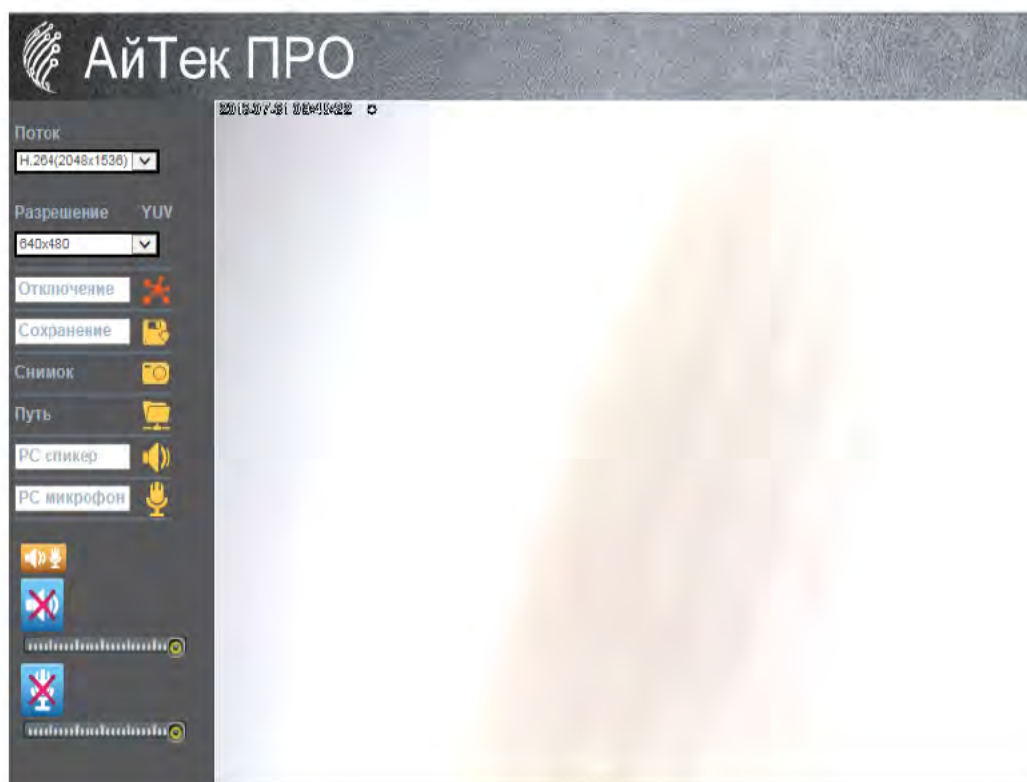 АйТек ПРО
Поток
H.264(2048x1536)
Разрешение YUV
640x480
Отключение
Сохранение
Снимок
Путь
PC спикер
PC микрофон